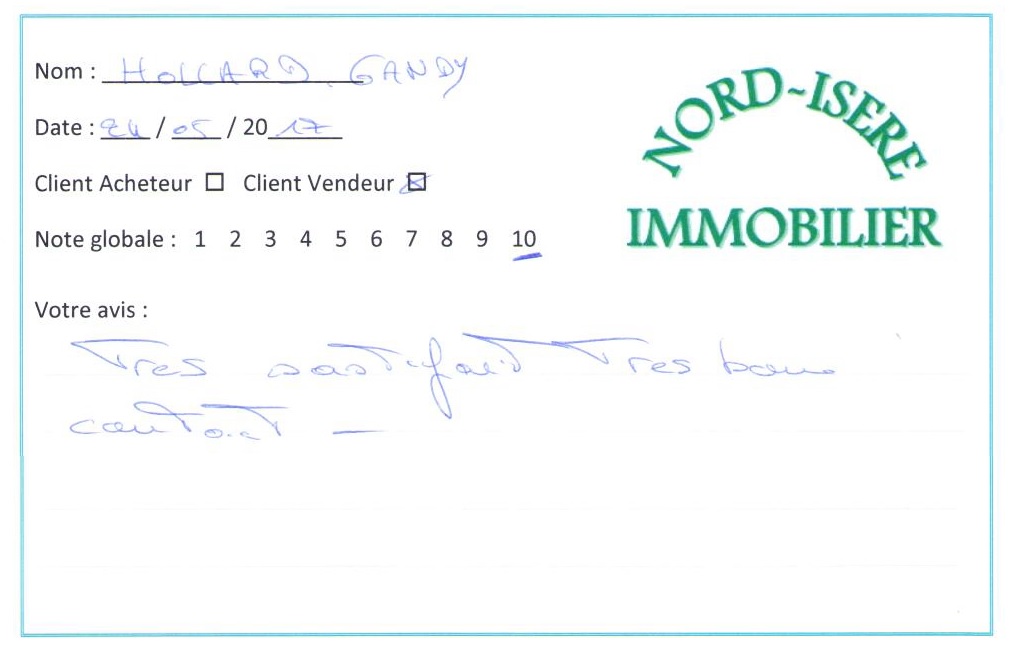 Nom : HOLLARD GANDY
Date : 24 / 05 / 20 17
Client Acheteur ☐ Client Vendeur ☒
Note globale : 1 2 3 4 5 6 7 8 9 10
NORD-ISERE
IMMOBILIER
Votre avis :
Tres sastifait Tres bon
contact -